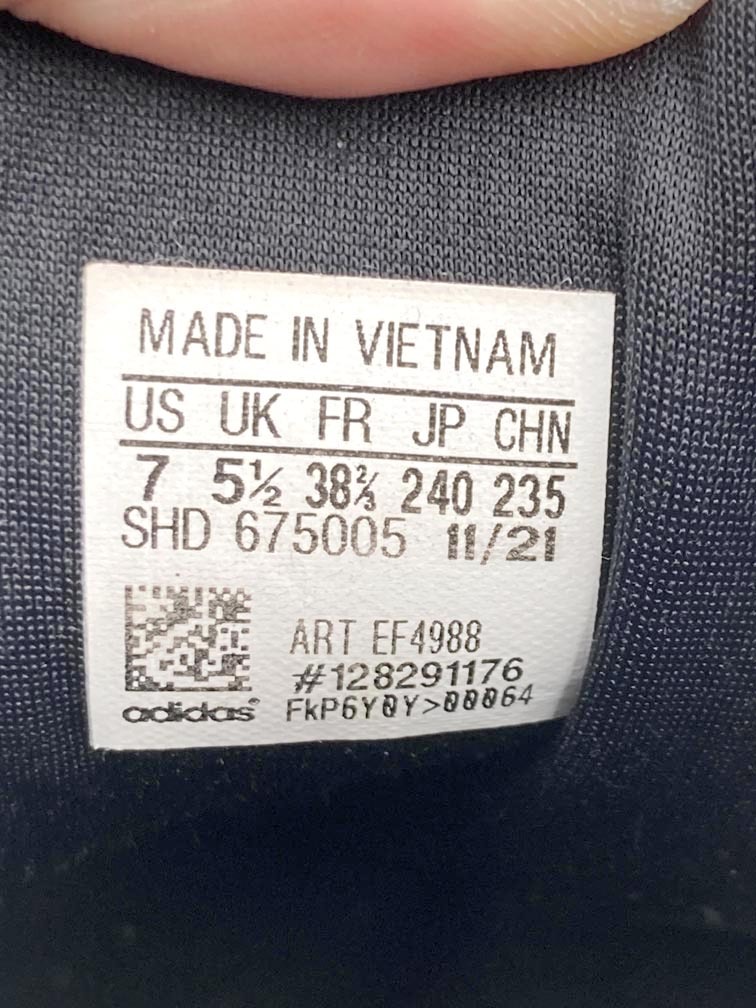 MADE IN VIETNAM
US UK FR JP CHN
7 5½ 38⅔ 240 235
SHD 675005 11/21
ART EF4988
#128291176
adidas® FkP6Y0Y>00064